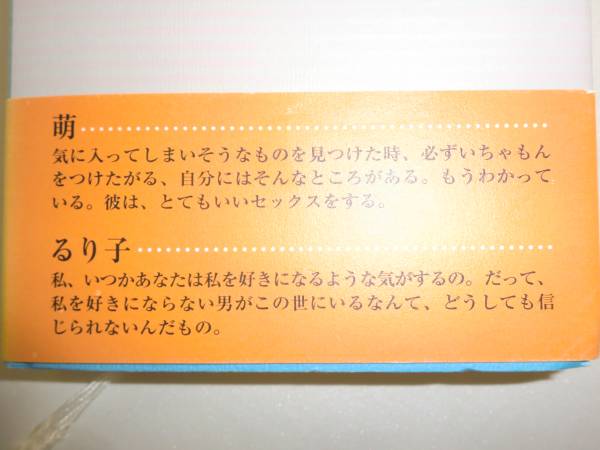 萌……………………………………………
気に入ってしまいそうなものを見つけた時、必ずいちゃもん
をつけたがる、自分にはそんなところがある。もうわかって
いる。彼は、とてもいいセックスをする。
るり子………………………………………
私、いつかあなたは私を好きになるような気がするの。だって、
私を好きにならない男がこの世にいるなんて、どうしても信
じられないんだもの。